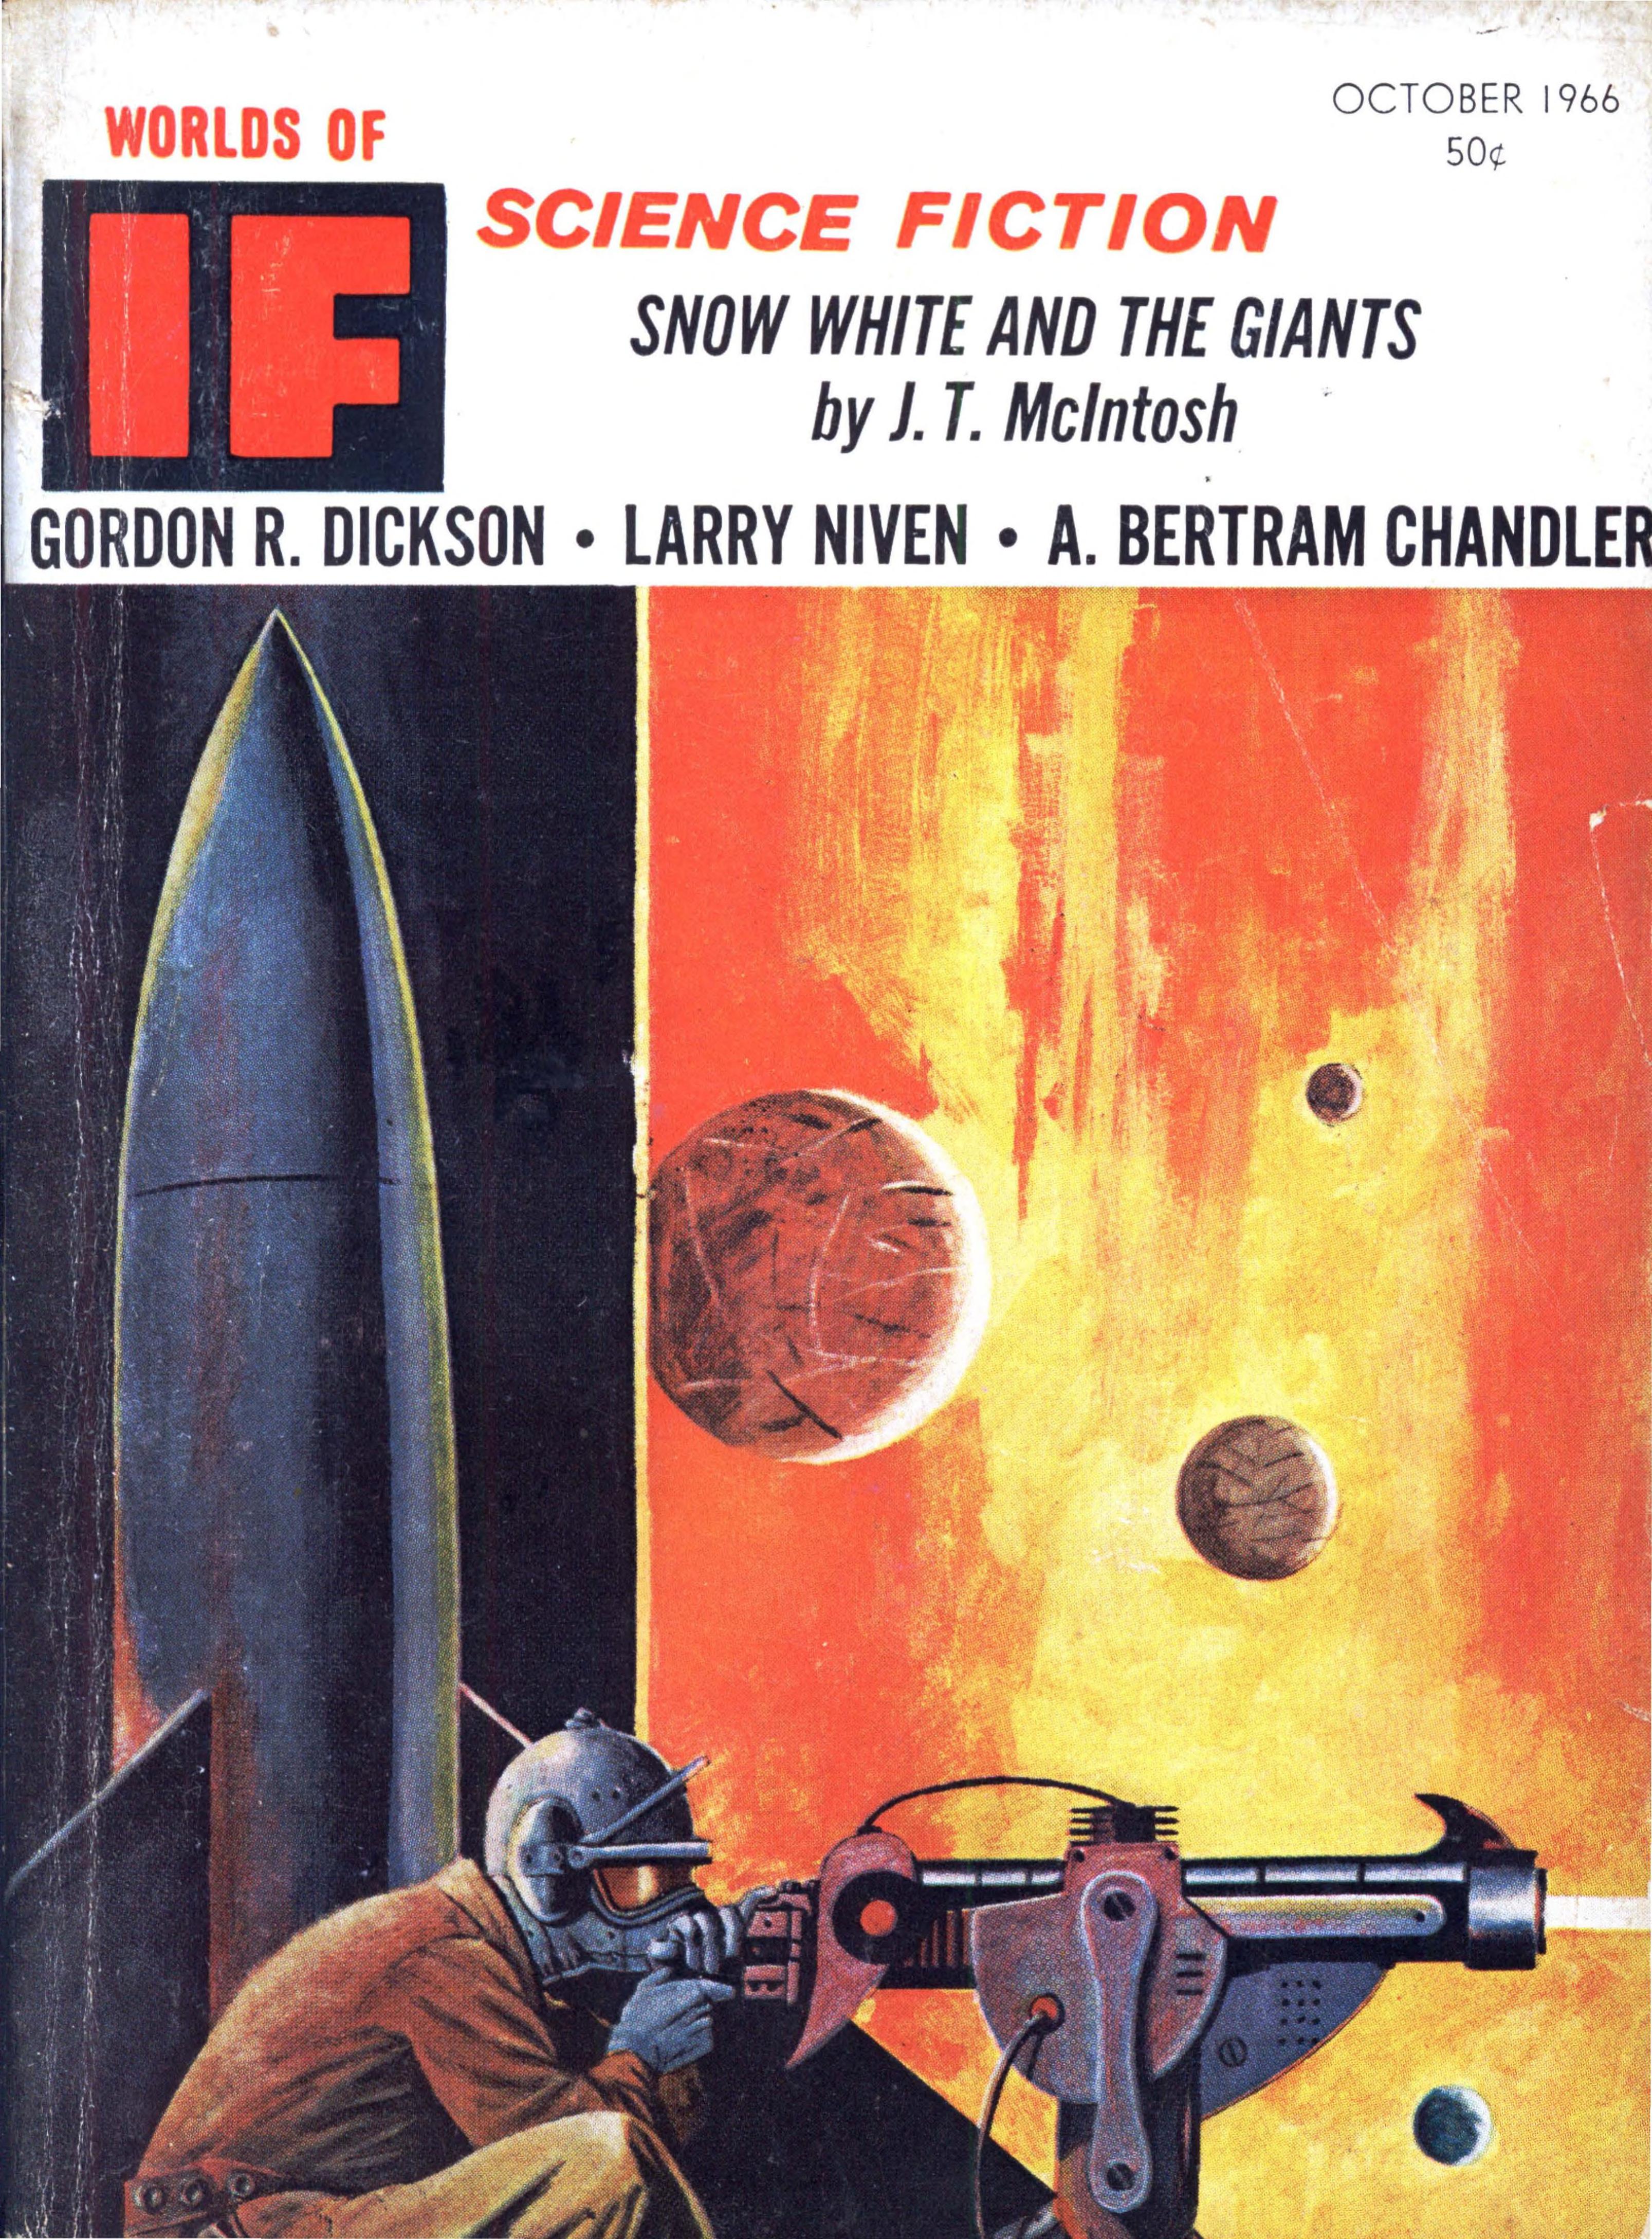 OCTOBER 1966
50¢
WORLDS OF
IF
SCIENCE FICTION
SNOW WHITE AND THE GIANTS
by J. T. McIntosh
GORDON R. DICKSON • LARRY NIVEN • A. BERTRAM CHANDLER